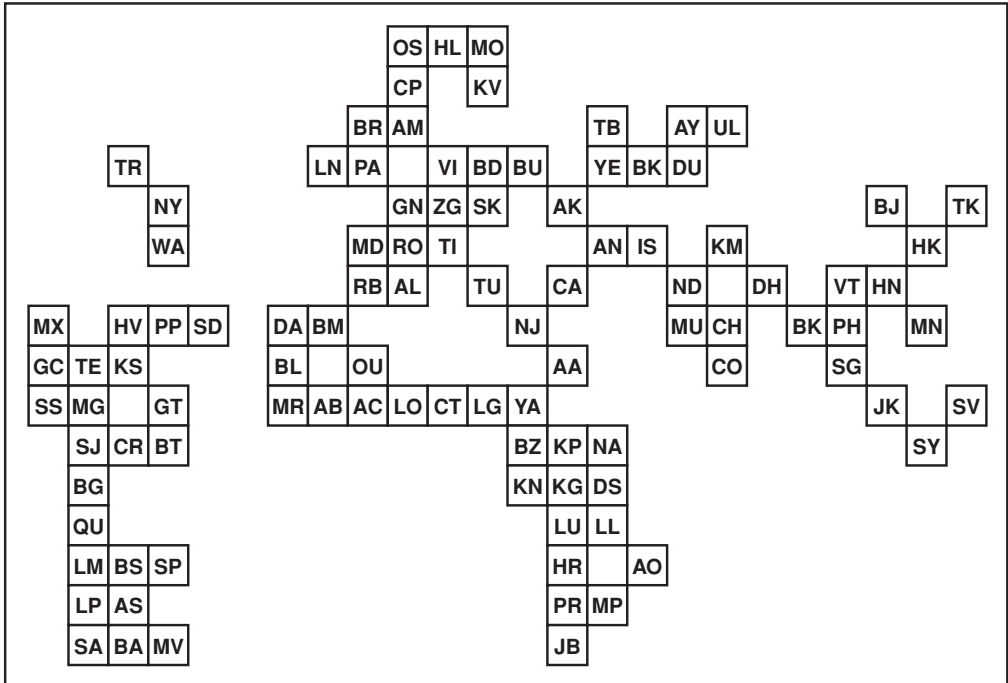 OS HL MO
CP KV
BR AM TB AY UL
TR LN PA VI BD BU YE BK DU
NY GN ZG SK AK BJ TK
WA MD RO TI AN IS KM HK
RB AL TU CA ND DH VT HN
MX HV PP SD DA BM NJ MU CH BK PH MN
GC TE KS BL OU AA CO SG
SS MG GT MR AB AC LO CT LG YA JK SV
SJ CR BT BZ KP NA SY
BG KN KG DS
QU LU LL
LM BS SP HR AO
LP AS PR MP
SA BA MV JB